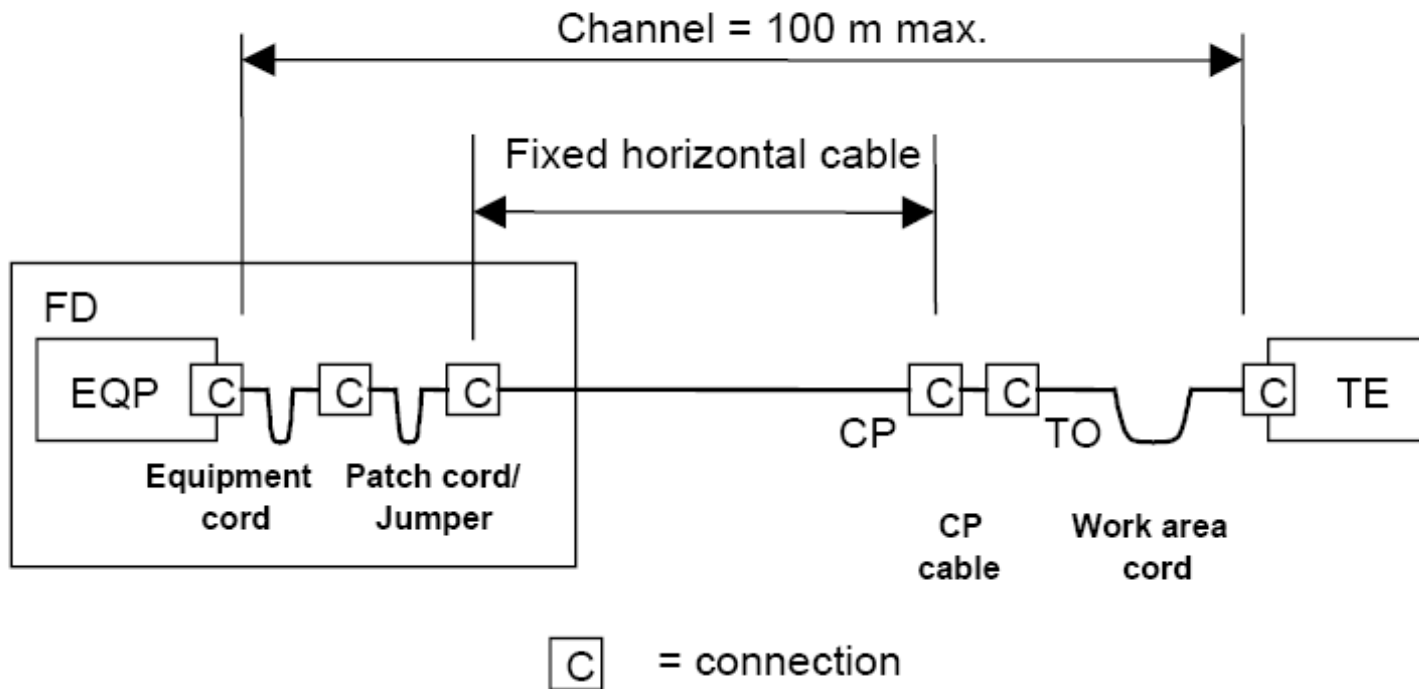 Channel = 100 m max.
Fixed horizontal cable
FD
EQP
C
C
C
C
C
C
TE
CP
TO
Equipment
cord
Patch cord/
Jumper
CP
cable
Work area
cord
C = connection